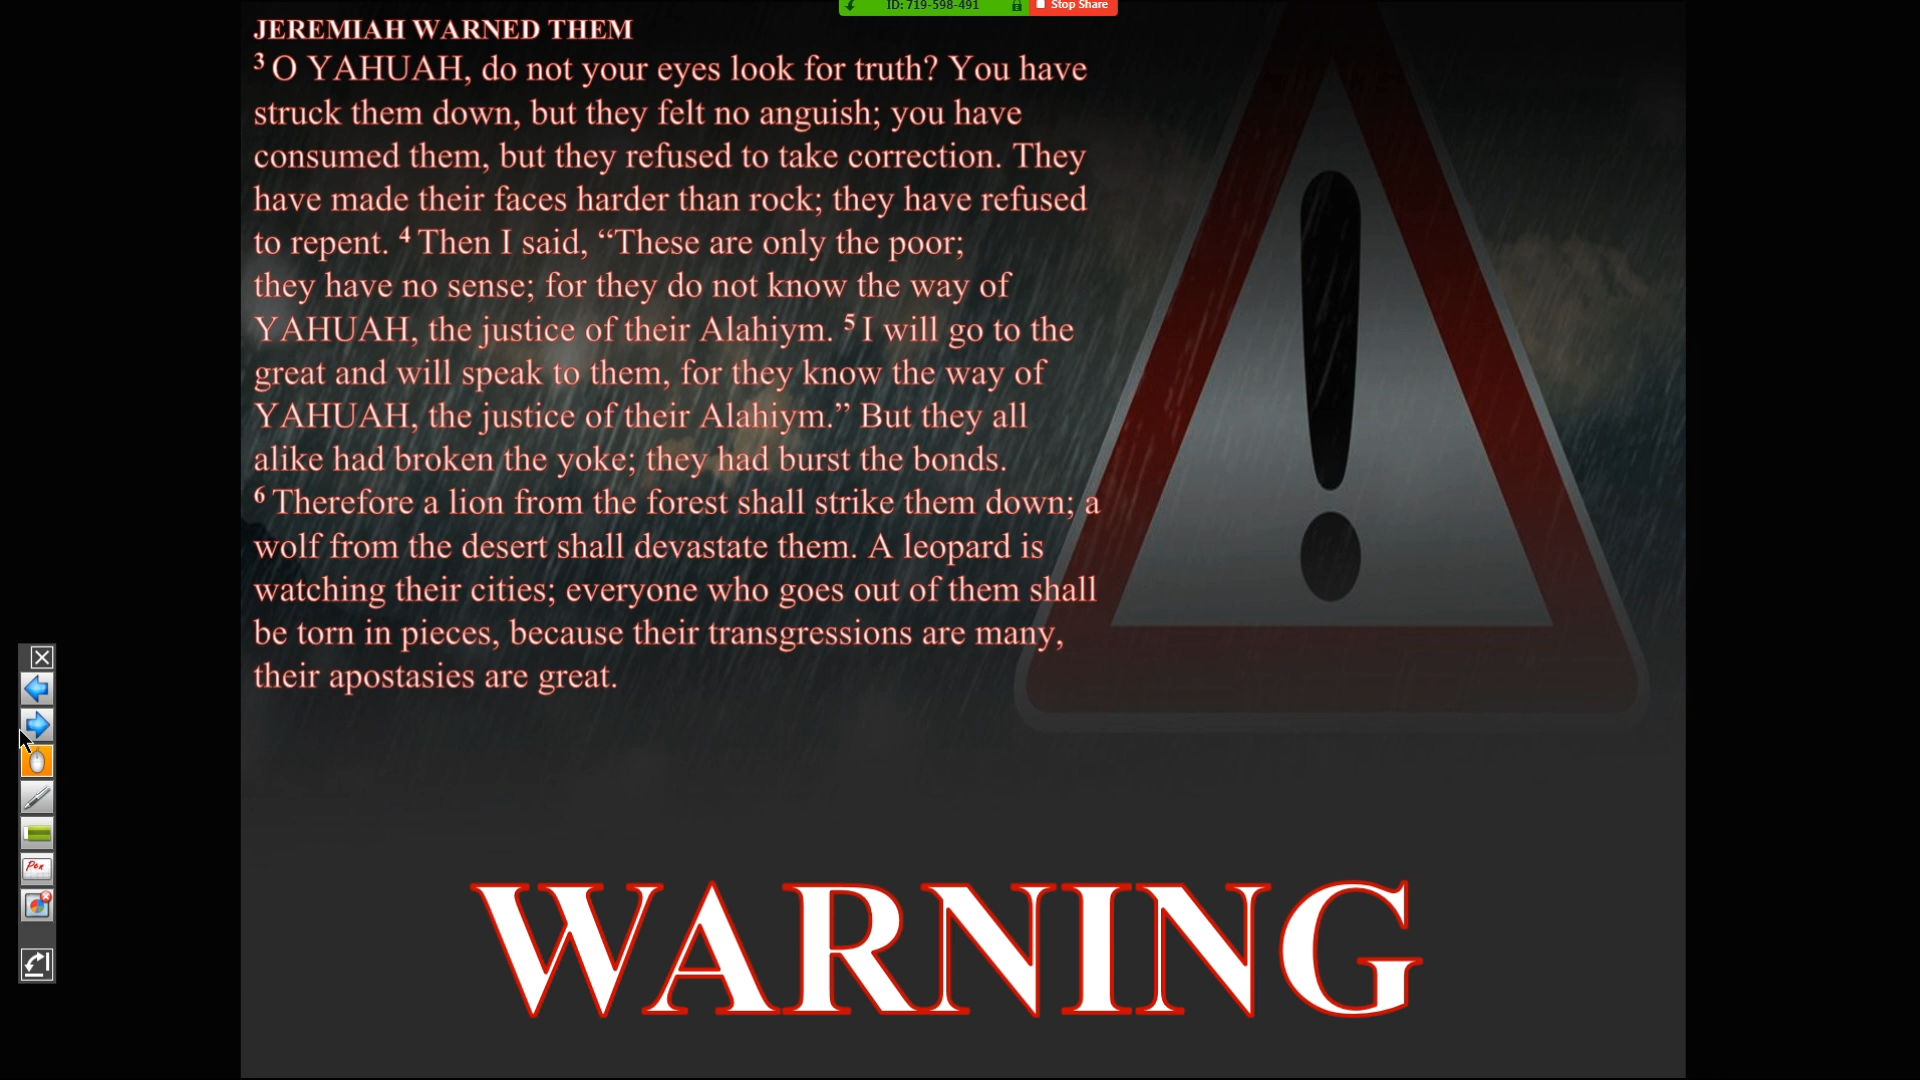 ID: 719-598-491
Stop Share
JEREMIAH WARNED THEM
3 O YAHUAH, do not your eyes look for truth? You have
struck them down, but they felt no anguish; you have
consumed them, but they refused to take correction. They
have made their faces harder than rock; they have refused
to repent. 4 Then I said, “These are only the poor;
they have no sense; for they do not know the way of
YAHUAH, the justice of their Alahiym. 5 I will go to the
great and will speak to them, for they know the way of
YAHUAH, the justice of their Alahiym.” But they all
alike had broken the yoke; they had burst the bonds.
6 Therefore a lion from the forest shall strike them down; a
wolf from the desert shall devastate them. A leopard is
watching their cities; everyone who goes out of them shall
be torn in pieces, because their transgressions are many,
their apostasies are great.
Pen
WARNING